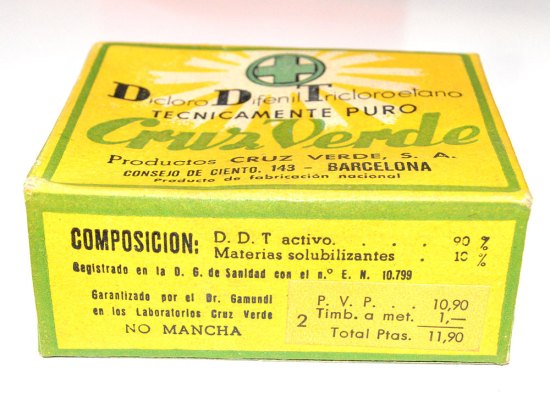 Dicloro Difenil Tricloroetano
TECNICAMENTE PURO
Cruz Verde
Productos CRUZ VERDE, S. A.
CONSEJO DE CIENTO, 143 - BARCELONA
Producto de fabricación nacional
COMPOSICION: D. D. T activo. . . . 90 %
Materias solubilizantes . 10 %
Registrado en la D. G. de Sanidad con el n.º E. N. 10.799
Garantizado por el Dr. Gamundi
en los Laboratorios Cruz Verde
NO MANCHA
P. V. P. . . 10,90
2 Timb. a met. 1,—
Total Ptas. 11,90